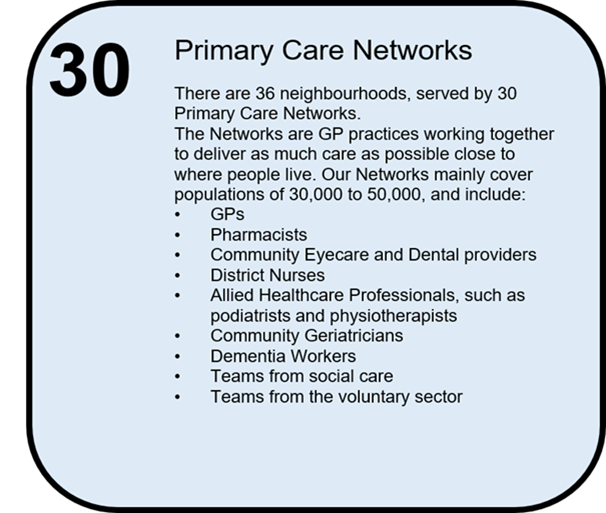 30
Primary Care Networks
There are 36 neighbourhoods, served by 30
Primary Care Networks.
The Networks are GP practices working together
to deliver as much care as possible close to
where people live. Our Networks mainly cover
populations of 30,000 to 50,000, and include:
• GPs
• Pharmacists
• Community Eyecare and Dental providers
• District Nurses
• Allied Healthcare Professionals, such as
podiatrists and physiotherapists
• Community Geriatricians
• Dementia Workers
• Teams from social care
• Teams from the voluntary sector